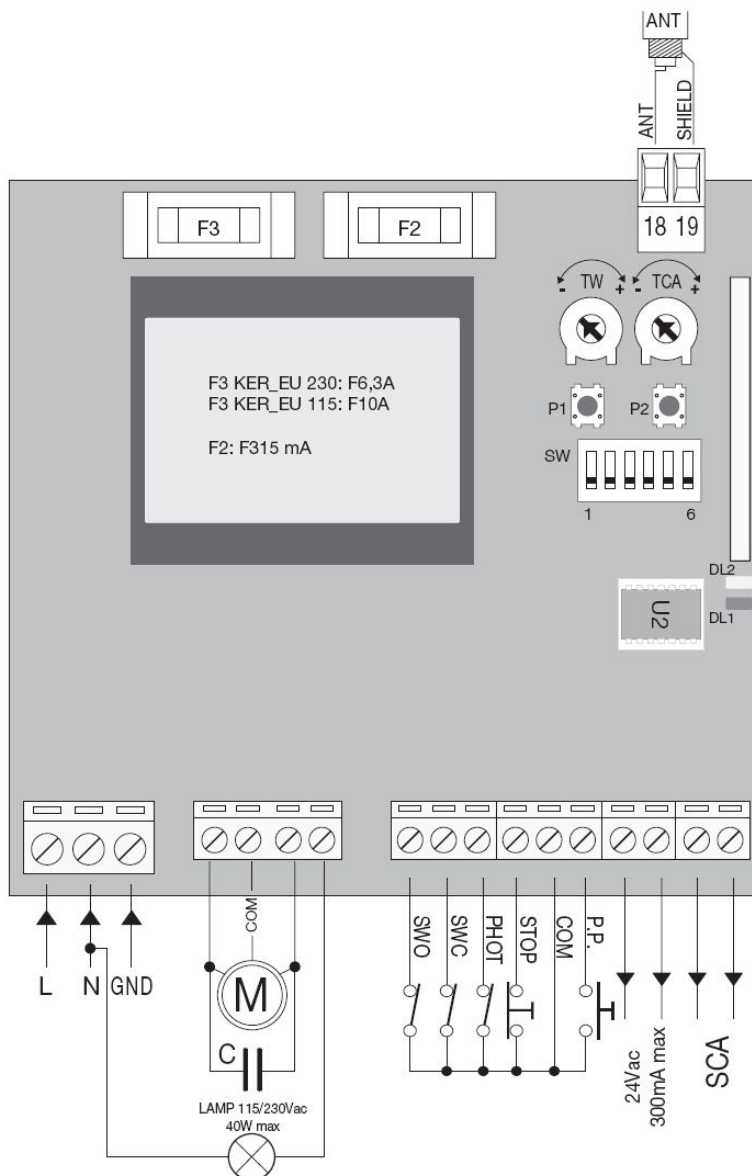 ANT
ANT
SHIELD
18 19
F3
F2
- TW +
- TCA +
F3 KER_EU 230: F6,3A
F3 KER_EU 115: F10A
F2: F315 mA
P1
P2
SW
1
6
DL2
U2
DL1
L
N
GND
COM
M
C
LAMP 115/230Vac
40W max
SWO
SWC
PHOT
STOP
COM
P.P.
24Vac
300mA max
SCA